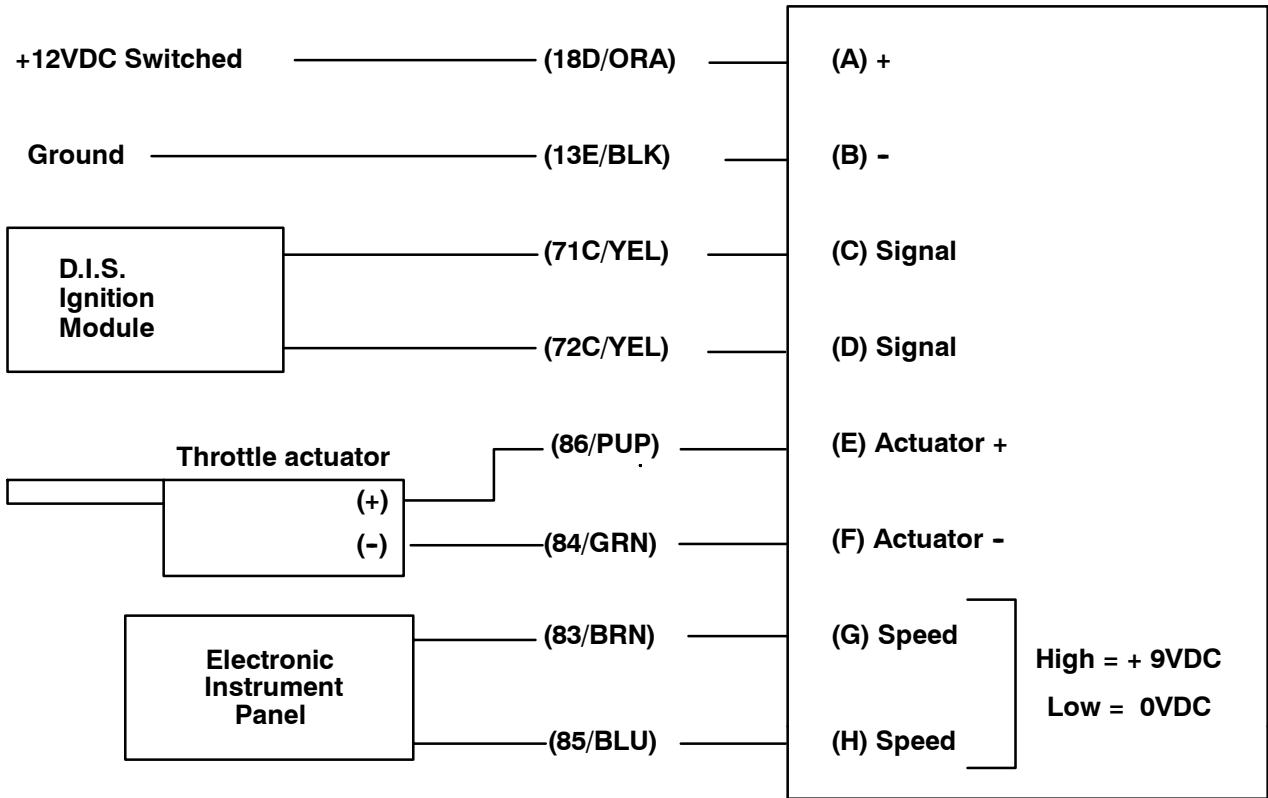 +12VDC Switched (18D/ORA) (A) +
Ground (13E/BLK) (B) -
D.I.S.
Ignition
Module
(71C/YEL) (C) Signal
(72C/YEL) (D) Signal
Throttle actuator
(+) (86/PUP) (E) Actuator +
(-) (84/GRN) (F) Actuator -
Electronic
Instrument
Panel
(83/BRN) (G) Speed
(85/BLU) (H) Speed
High = + 9VDC
Low = 0VDC